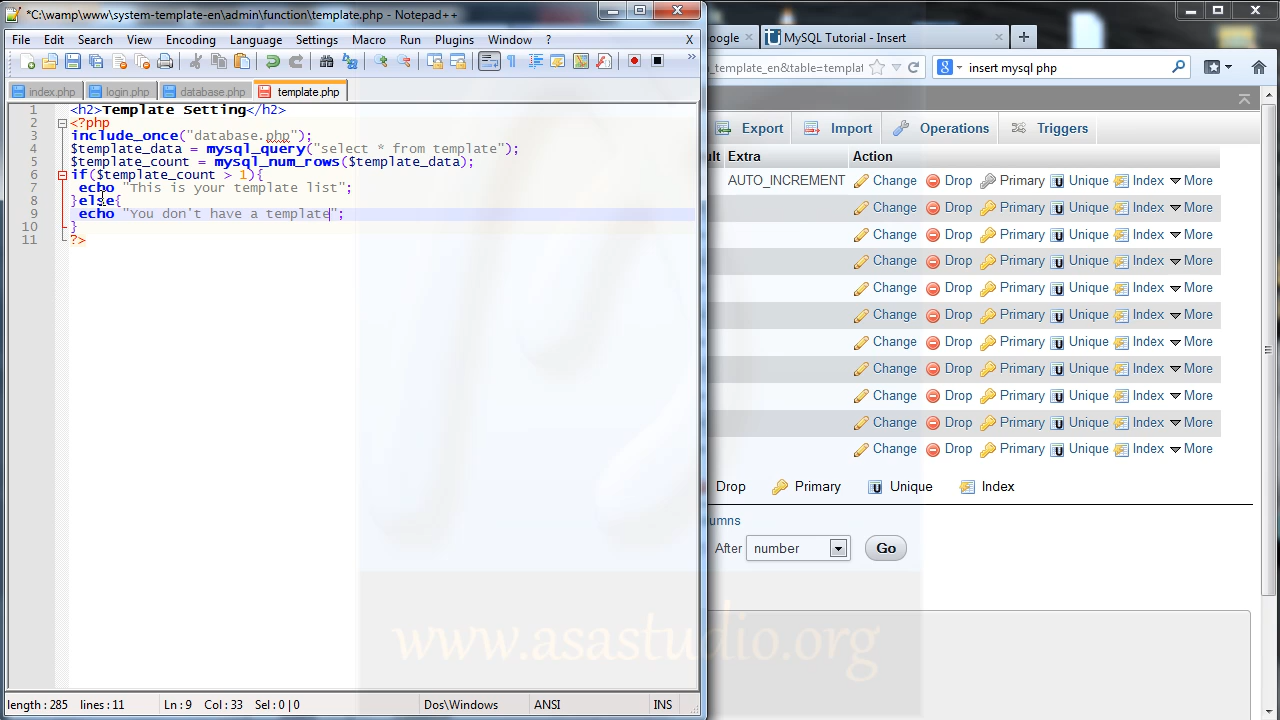 *C:\wamp\www\system-template-en\admin\function\template.php - Notepad++
File Edit Search View Encoding Language Settings Macro Run Plugins Window ? X
index.php login.php database.php template.php
1 <h2>Template Setting</h2>
2 <?php
3 include_once("database.php");
4 $template_data = mysql_query("select * from template");
5 $template_count = mysql_num_rows($template_data);
6 if($template_count > 1){
7 echo "This is your template list";
8 }else{
9 echo "You don't have a template";
10 }
11 ?>
length : 285 lines : 11 Ln : 9 Col : 33 Sel : 0 | 0 Dos\Windows ANSI INS
oogle MySQL Tutorial - Insert
_template_en&table=templat insert mysql php
Export Import Operations Triggers
ult Extra Action
AUTO_INCREMENT Change Drop Primary Unique Index More
Change Drop Primary Unique Index More
Change Drop Primary Unique Index More
Change Drop Primary Unique Index More
Change Drop Primary Unique Index More
Change Drop Primary Unique Index More
Change Drop Primary Unique Index More
Change Drop Primary Unique Index More
Change Drop Primary Unique Index More
Change Drop Primary Unique Index More
Change Drop Primary Unique Index More
Drop Primary Unique Index
umns
After number Go
www.asastudio.org